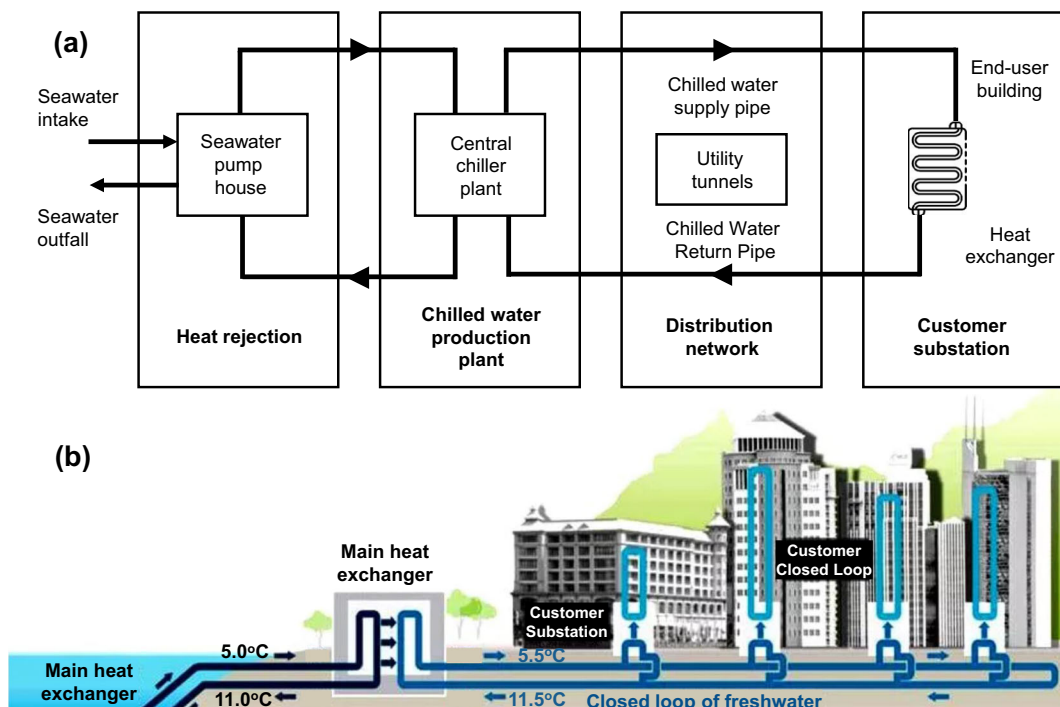 (a)
Seawater
intake
Seawater
outfall
Seawater
pump
house
Heat rejection
Central
chiller
plant
Chilled water
production
plant
Chilled water
supply pipe
Utility
tunnels
Chilled Water
Return Pipe
Distribution
network
End-user
building
Heat
exchanger
Customer
substation
(b)
Main heat
exchanger
Customer
Substation
Customer
Closed Loop
5.0°C
5.5°C
Main heat
exchanger
11.0°C
11.5°C
Closed loop of freshwater